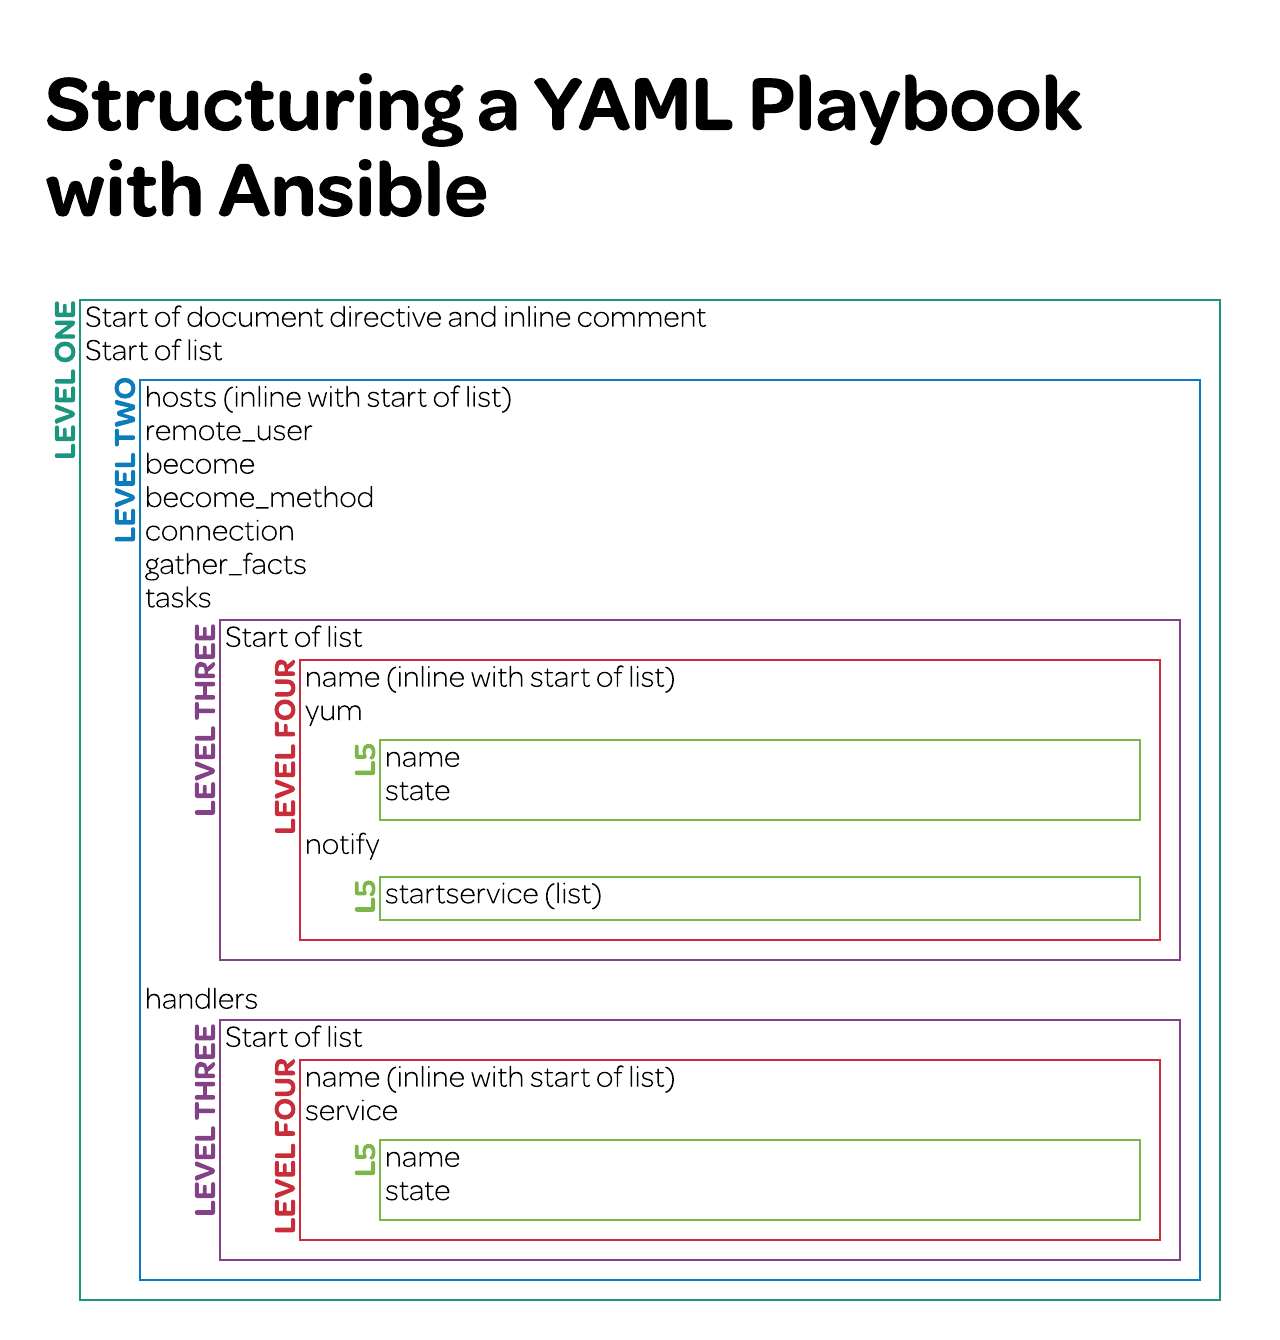 Structuring a YAML Playbook
with Ansible
LEVEL ONE
Start of document directive and inline comment
Start of list
LEVEL TWO
hosts (inline with start of list)
remote_user
become
become_method
connection
gather_facts
tasks
LEVEL THREE
Start of list
LEVEL FOUR
name (inline with start of list)
yum
L5
name
state
notify
L5
startservice (list)
handlers
LEVEL THREE
Start of list
LEVEL FOUR
name (inline with start of list)
service
L5
name
state